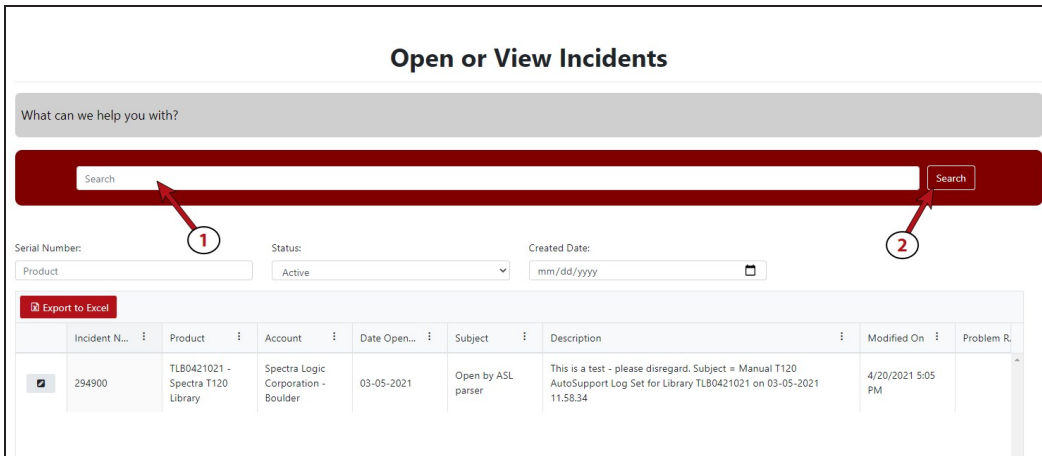 Open or View Incidents
What can we help you with?
Search
Search
1
2
Serial Number:
Status:
Created Date:
Product
Active
mm/dd/yyyy
Export to Excel
Incident N...
Product
Account
Date Open...
Subject
Description
Modified On
Problem R.
294900
TLB0421021 -
Spectra T120
Library
Spectra Logic
Corporation -
Boulder
03-05-2021
Open by ASL
parser
This is a test - please disregard. Subject = Manual T120
AutoSupport Log Set for Library TLB0421021 on 03-05-2021
11.58.34
4/20/2021 5:05
PM